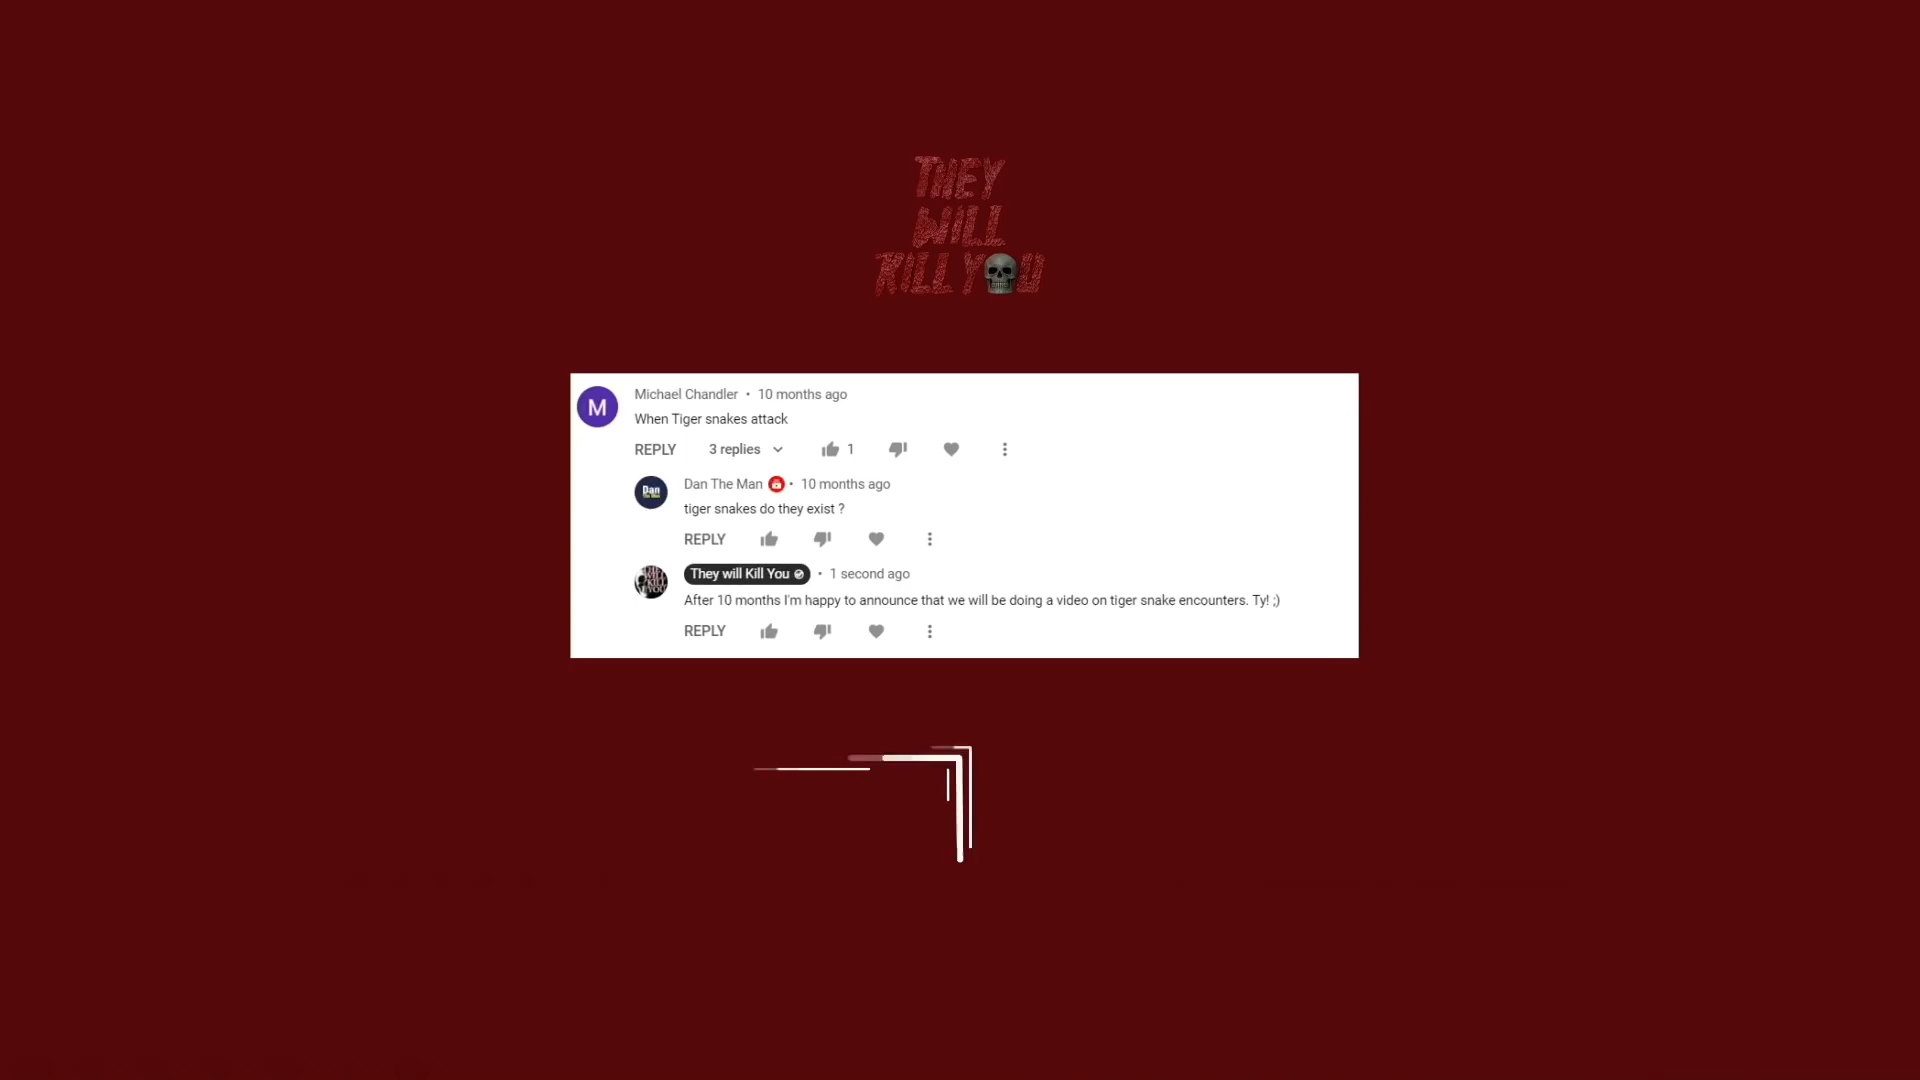 THEY
WILL
KILL YOU
M
Michael Chandler • 10 months ago
When Tiger snakes attack
REPLY 3 replies 1
Dan The Man • 10 months ago
tiger snakes do they exist ?
REPLY
They will Kill You • 1 second ago
After 10 months I'm happy to announce that we will be doing a video on tiger snake encounters. Ty! ;)
REPLY